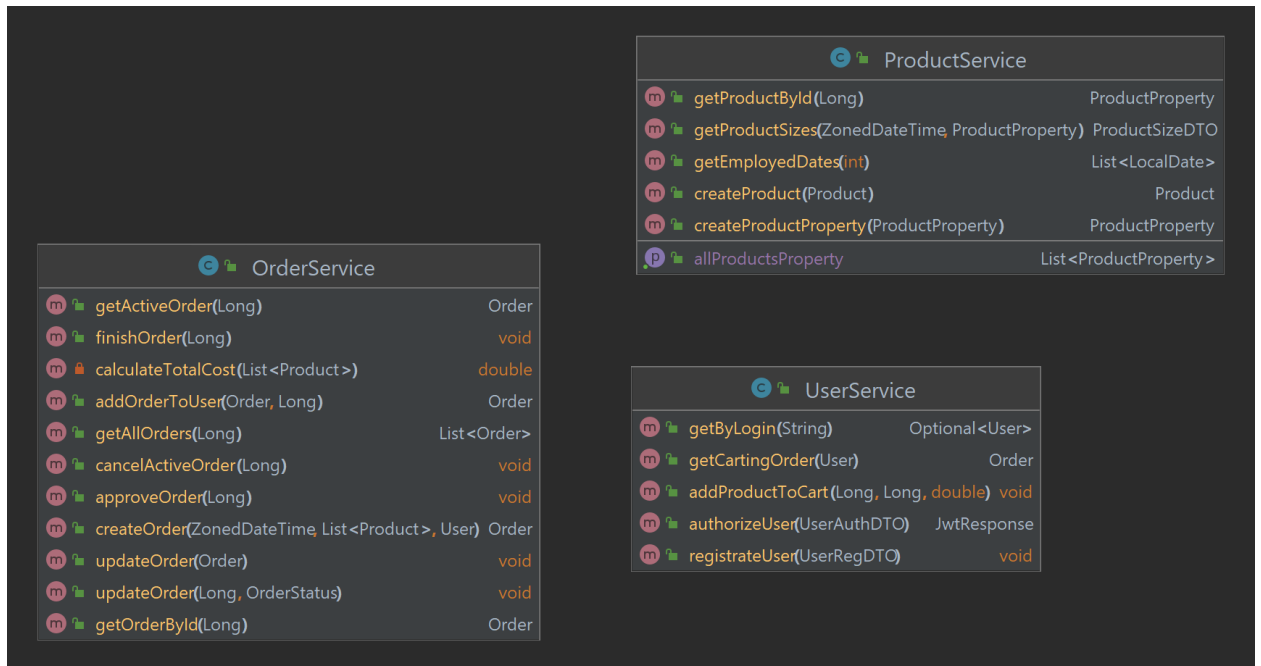 ProductService
getProductById(Long) ProductProperty
getProductSizes(ZonedDateTime, ProductProperty) ProductSizeDTO
getEmployedDates(int) List<LocalDate>
createProduct(Product) Product
createProductProperty(ProductProperty) ProductProperty
allProductsProperty List<ProductProperty>
OrderService
getActiveOrder(Long) Order
finishOrder(Long) void
calculateTotalCost(List<Product>) double
addOrderToUser(Order, Long) Order
getAllOrders(Long) List<Order>
cancelActiveOrder(Long) void
approveOrder(Long) void
createOrder(ZonedDateTime, List<Product>, User) Order
updateOrder(Order) void
updateOrder(Long, OrderStatus) void
getOrderById(Long) Order
UserService
getByLogin(String) Optional<User>
getCartingOrder(User) Order
addProductToCart(Long, Long, double) void
authorizeUser(UserAuthDTO) JwtResponse
registrateUser(UserRegDTO) void